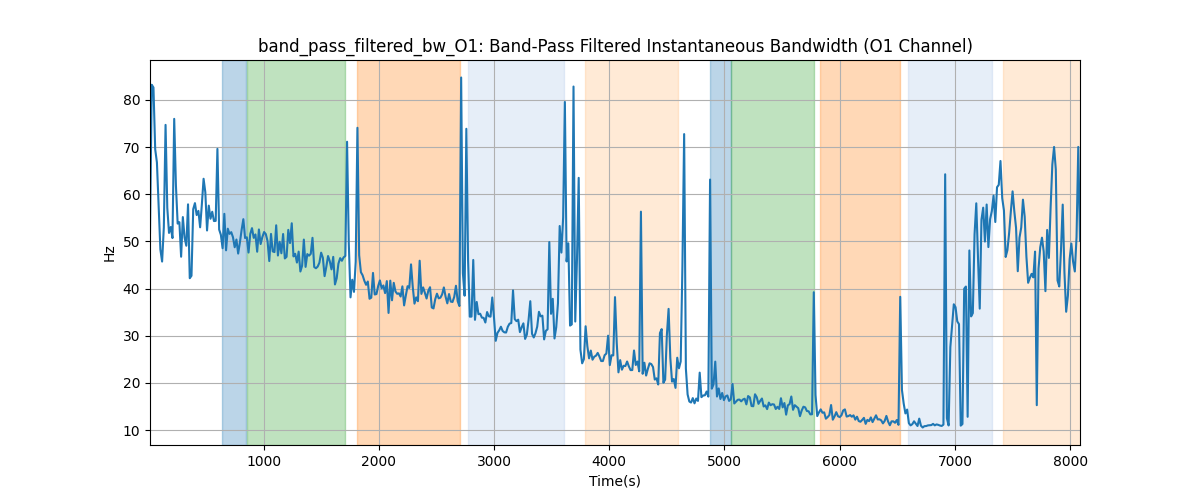 band_pass_filtered_bw_O1: Band-Pass Filtered Instantaneous Bandwidth (O1 Channel)
80
70
60
50
40
30
20
10
Hz
1000 2000 3000 4000 5000 6000 7000 8000
Time(s)